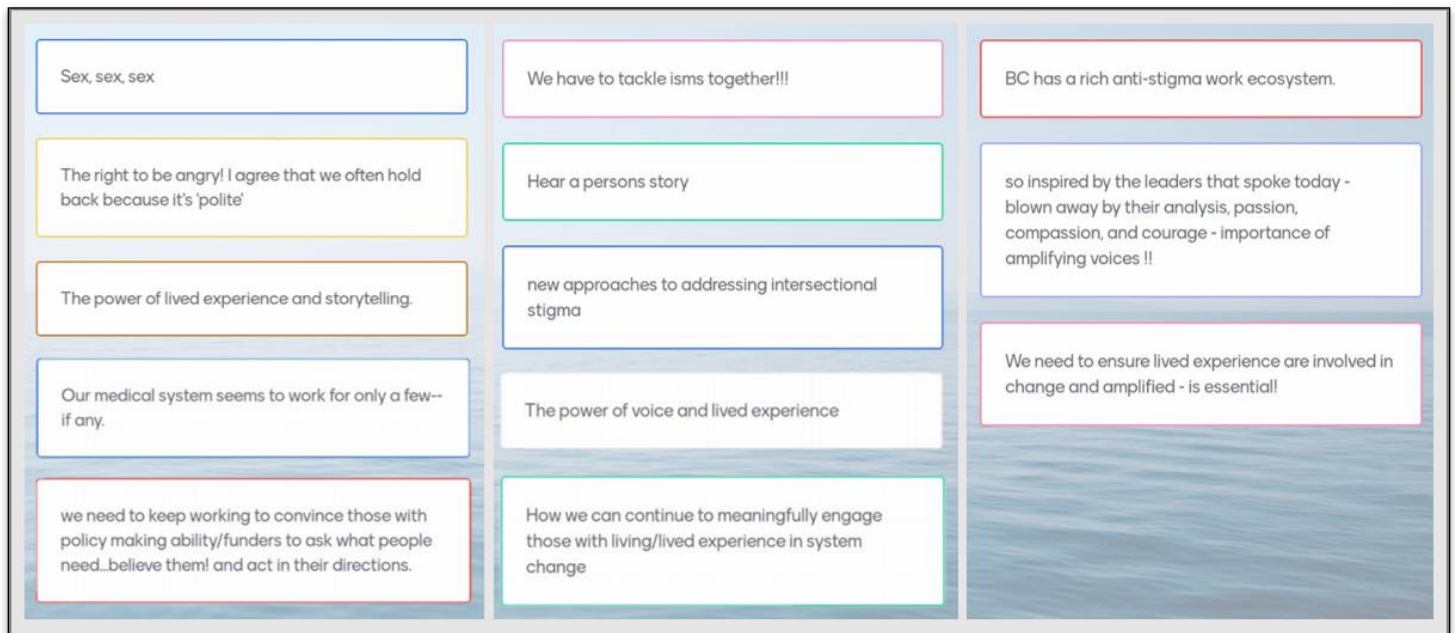 Sex, sex, sex
The right to be angry! I agree that we often hold
back because it's 'polite'
The power of lived experience and storytelling.
Our medical system seems to work for only a few--
if any.
we need to keep working to convince those with
policy making ability/funders to ask what people
need...believe them! and act in their directions.
We have to tackle isms together!!!
Hear a persons story
new approaches to addressing intersectional
stigma
The power of voice and lived experience
How we can continue to meaningfully engage
those with living/lived experience in system
change
BC has a rich anti-stigma work ecosystem.
so inspired by the leaders that spoke today -
blown away by their analysis, passion,
compassion, and courage - importance of
amplifying voices !!
We need to ensure lived experience are involved in
change and amplified - is essential!